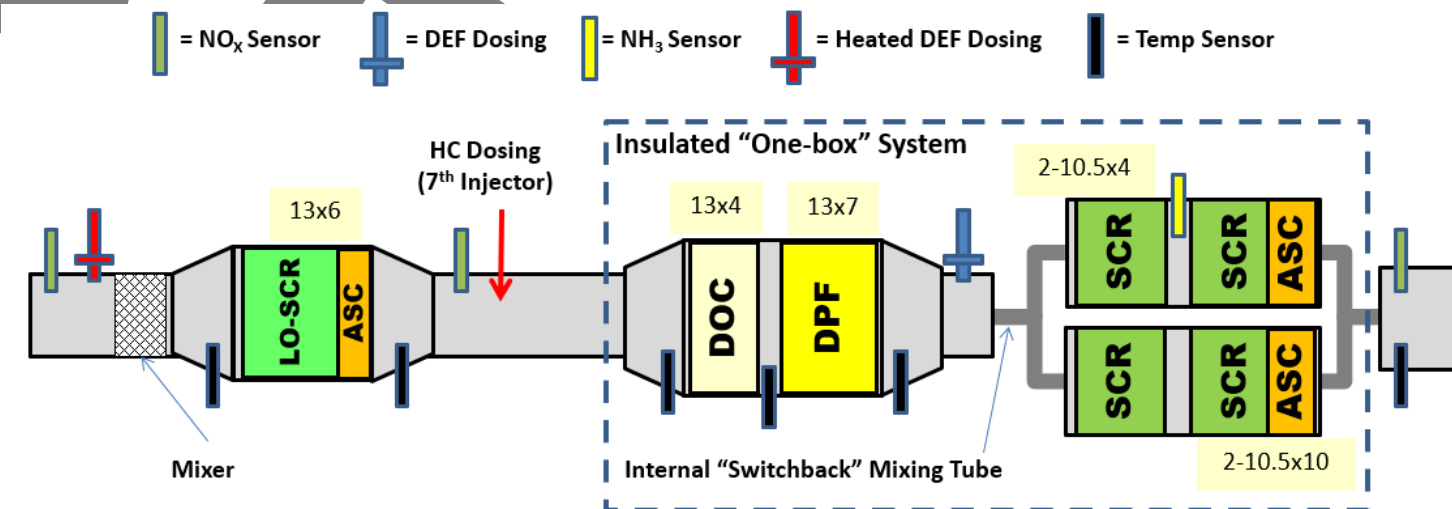 = NOX Sensor
= DEF Dosing
= NH3 Sensor
= Heated DEF Dosing
= Temp Sensor
HC Dosing
(7th Injector)
Insulated “One-box” System
13x6
13x4
13x7
2-10.5x4
LO-SCR
ASC
DOC
DPF
SCR
SCR
ASC
SCR
SCR
ASC
Mixer
Internal “Switchback” Mixing Tube
2-10.5x10